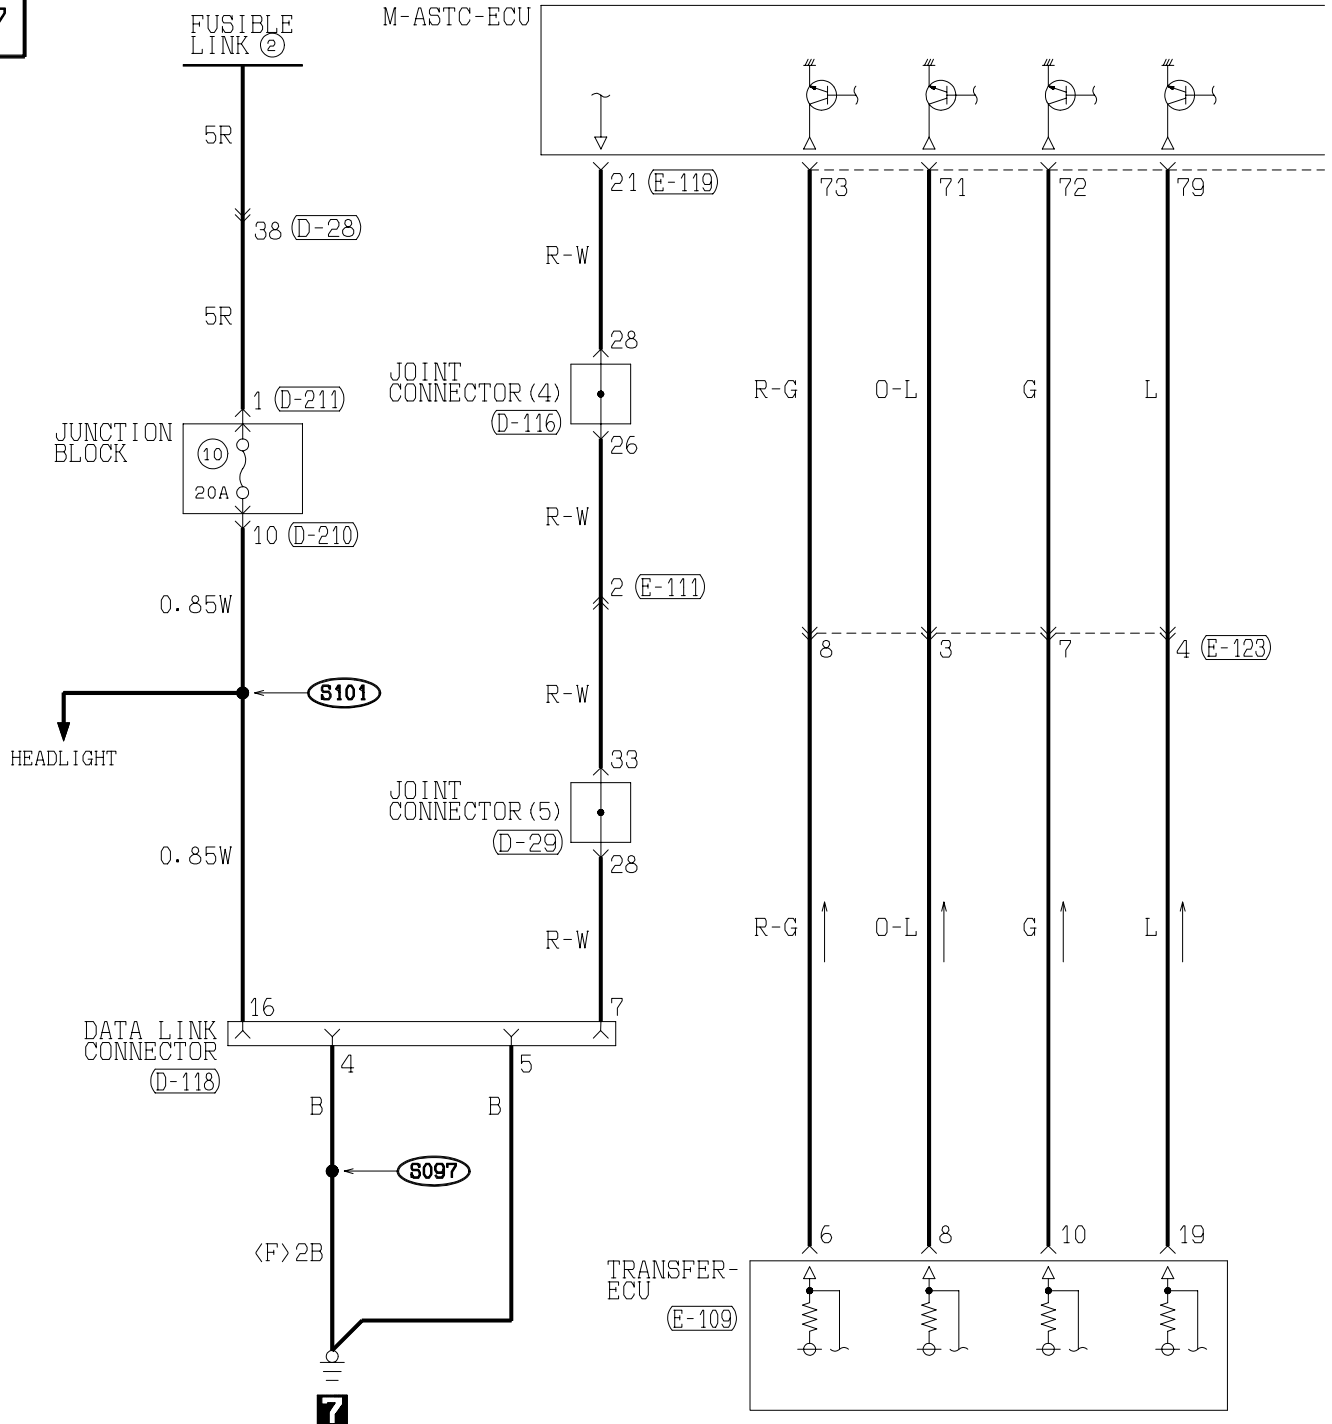 7
FUSIBLE
LINK ②
M-ASTC-ECU
5R
21 (E-119)
73
71
72
79
38 (D-28)
R-W
5R
28
JOINT
CONNECTOR (4)
(D-116)
R-G
O-L
G
L
1 (D-211)
JUNCTION
BLOCK
⑩
20A
26
10 (D-210)
R-W
2 (E-111)
0.85W
8
3
7
4 (E-123)
S101
R-W
HEADLIGHT
33
JOINT
CONNECTOR (5)
(D-29)
0.85W
28
R-W
R-G
O-L
G
L
16
7
DATA LINK
CONNECTOR
(D-118)
4
5
B
B
S097
<F>2B
6
8
10
19
TRANSFER-
ECU
(E-109)
7